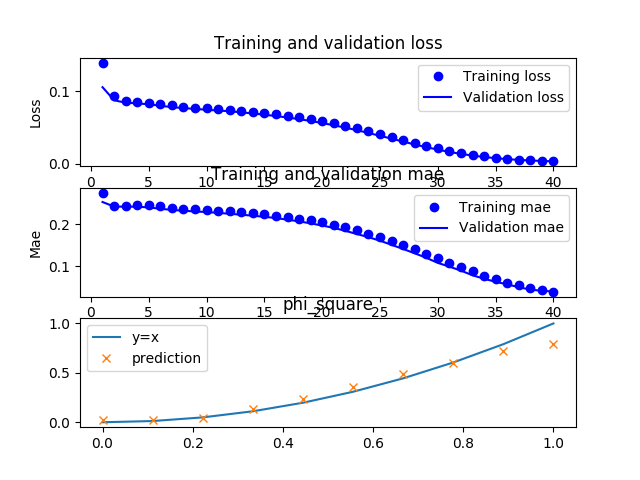 Training and validation loss
Loss
0.1
0.0
Training loss
Validation loss
0 5 10 15 20 25 30 35 40
Training and validation mae
Mae
0.2
0.1
Training mae
Validation mae
0 5 10 15 20 25 30 35 40
phi_square
1.0
0.5
0.0
y=x
prediction
0.0 0.2 0.4 0.6 0.8 1.0